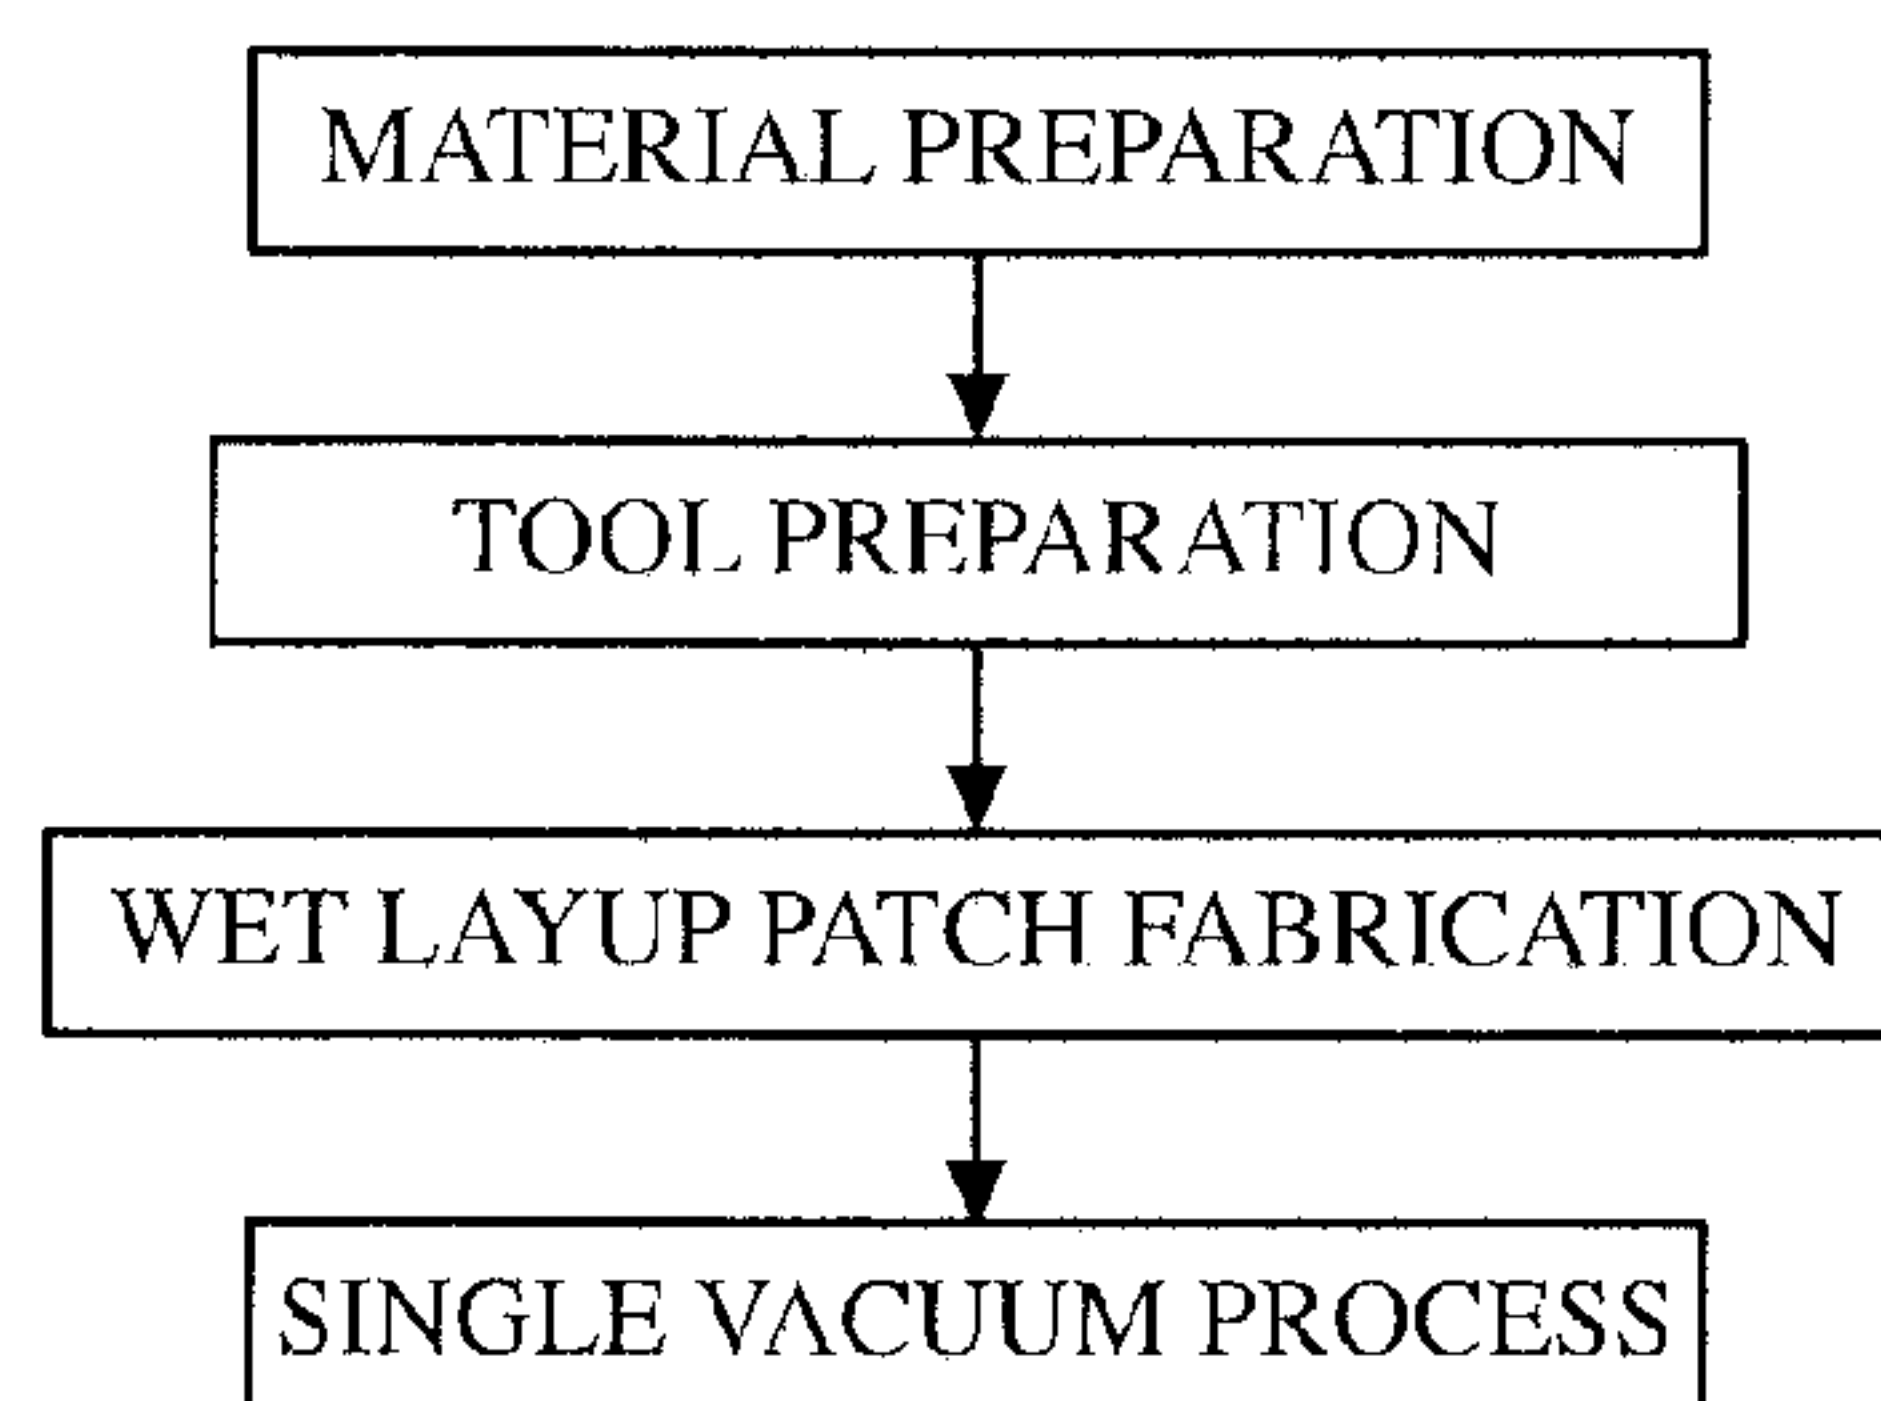 MATERIAL PREPARATION
TOOL PREPARATION
WET LAYUP PATCH FABRICATION
SINGLE VACUUM PROCESS